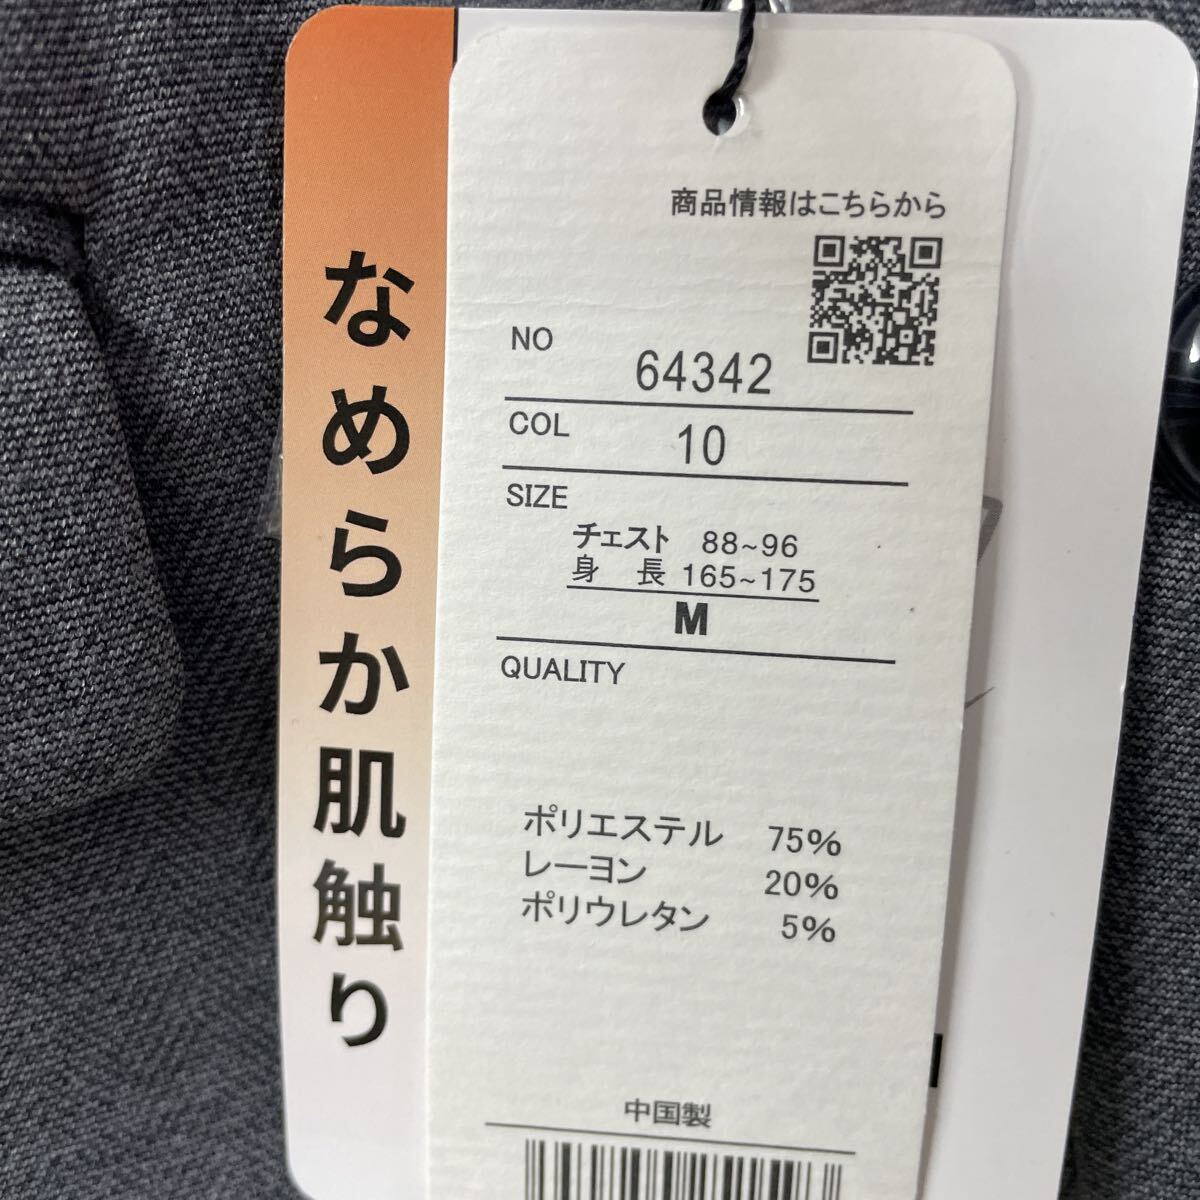 なめらか肌触り
商品情報はこちらから
NO 64342
COL 10
SIZE
チェスト 88~96
身 長 165~175
M
QUALITY
ポリエステル 75%
レーヨン 20%
ポリウレタン 5%
中国製